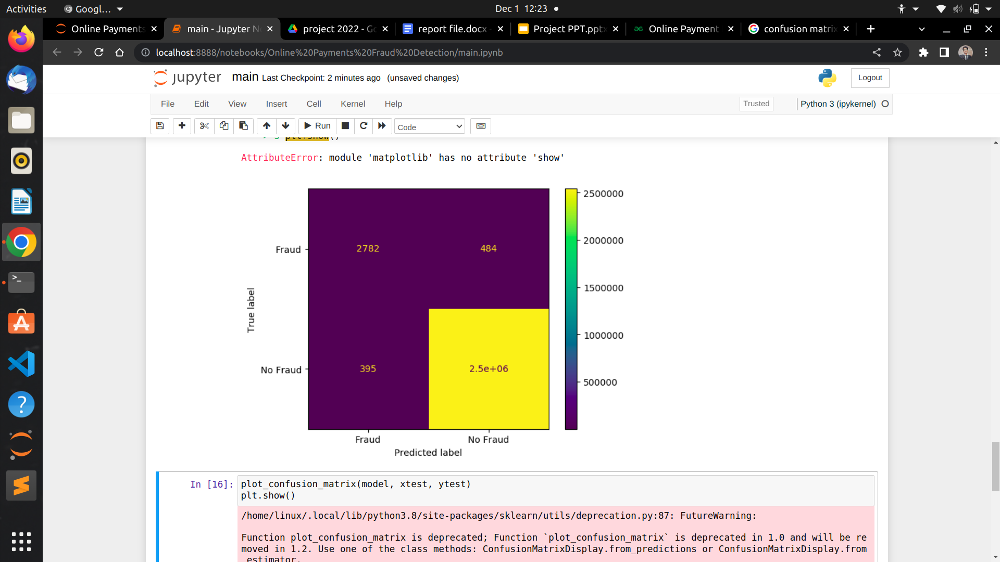 Activities
Googl...
Dec 1 12:23
Online Payments
main - Jupyter N
project 2022 - Go
report file.docx -
Project PPT.pptx
Online Payment
confusion matrix
localhost:8888/notebooks/Online%20Payments%20Fraud%20Detection/main.ipynb
jupyter main Last Checkpoint: 2 minutes ago (unsaved changes)
Logout
File Edit View Insert Cell Kernel Help
Trusted
Python 3 (ipykernel)
Run
Code
plt.show()
AttributeError: module 'matplotlib' has no attribute 'show'
2500000
2000000
1500000
1000000
500000
Fraud
2782
484
True label
No Fraud
395
2.5e+06
Fraud
No Fraud
Predicted label
In [16]:
plot_confusion_matrix(model, xtest, ytest)
plt.show()
/home/linux/.local/lib/python3.8/site-packages/sklearn/utils/deprecation.py:87: FutureWarning:
Function plot_confusion_matrix is deprecated; Function `plot_confusion_matrix` is deprecated in 1.0 and will be re
moved in 1.2. Use one of the class methods: ConfusionMatrixDisplay.from_predictions or ConfusionMatrixDisplay.from
_estimator.